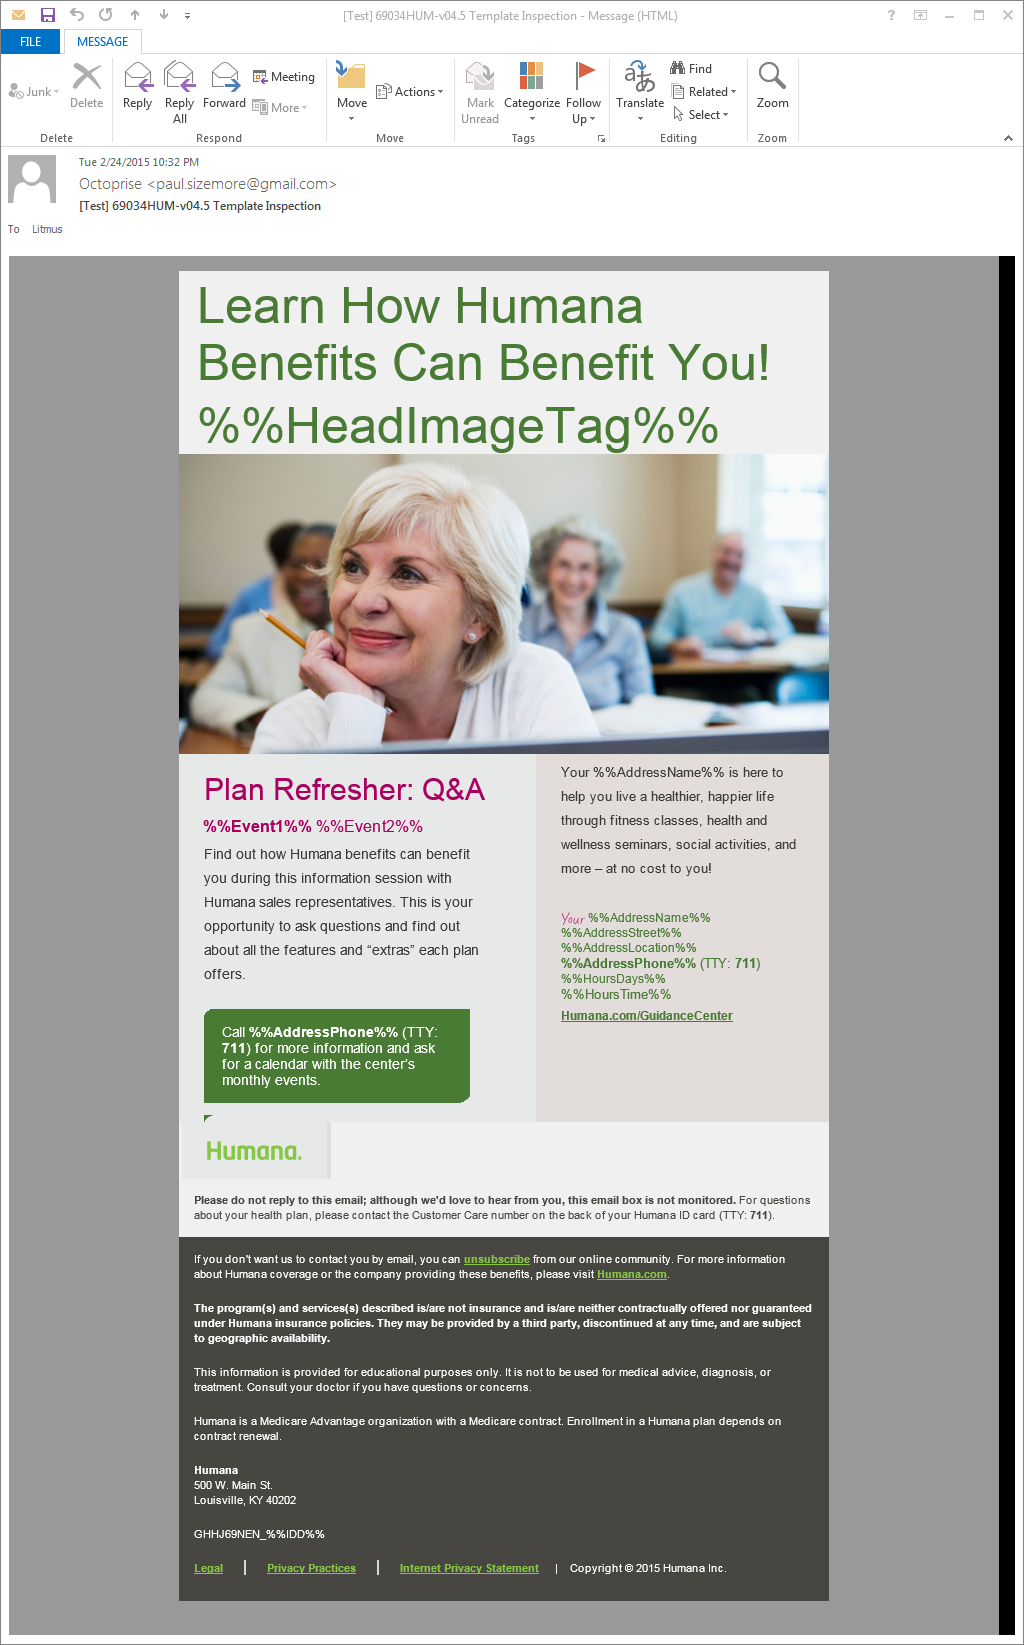 [Test] 69034HUM-v04.5 Template Inspection - Message (HTML)
?
FILE
MESSAGE
Junk
Delete
Reply
Reply All
Forward
Meeting
More
Move
Actions
Mark Unread
Categorize
Follow Up
Translate
Find
Related
Select
Zoom
Delete
Respond
Move
Tags
Editing
Zoom
Tue 2/24/2015 10:32 PM
Octoprise <paul.sizemore@gmail.com>
[Test] 69034HUM-v04.5 Template Inspection
To Litmus
Learn How Humana
Benefits Can Benefit You!
%%HeadImageTag%%
Plan Refresher: Q&A
%%Event1%% %%Event2%%
Find out how Humana benefits can benefit
you during this information session with
Humana sales representatives. This is your
opportunity to ask questions and find out
about all the features and “extras” each plan
offers.
Call %%AddressPhone%% (TTY:
711) for more information and ask
for a calendar with the center’s
monthly events.
Your %%AddressName%% is here to
help you live a healthier, happier life
through fitness classes, health and
wellness seminars, social activities, and
more – at no cost to you!
Your %%AddressName%%
%%AddressStreet%%
%%AddressLocation%%
%%AddressPhone%% (TTY: 711)
%%HoursDays%%
%%HoursTime%%
Humana.com/GuidanceCenter
Humana.
Please do not reply to this email; although we'd love to hear from you, this email box is not monitored. For questions
about your health plan, please contact the Customer Care number on the back of your Humana ID card (TTY: 711).
If you don't want us to contact you by email, you can unsubscribe from our online community. For more information
about Humana coverage or the company providing these benefits, please visit Humana.com.
The program(s) and services(s) described is/are not insurance and is/are neither contractually offered nor guaranteed
under Humana insurance policies. They may be provided by a third party, discontinued at any time, and are subject
to geographic availability.
This information is provided for educational purposes only. It is not to be used for medical advice, diagnosis, or
treatment. Consult your doctor if you have questions or concerns.
Humana is a Medicare Advantage organization with a Medicare contract. Enrollment in a Humana plan depends on
contract renewal.
Humana
500 W. Main St.
Louisville, KY 40202
GHHJ69NEN_%%IDD%%
Legal | Privacy Practices | Internet Privacy Statement | Copyright © 2015 Humana Inc.